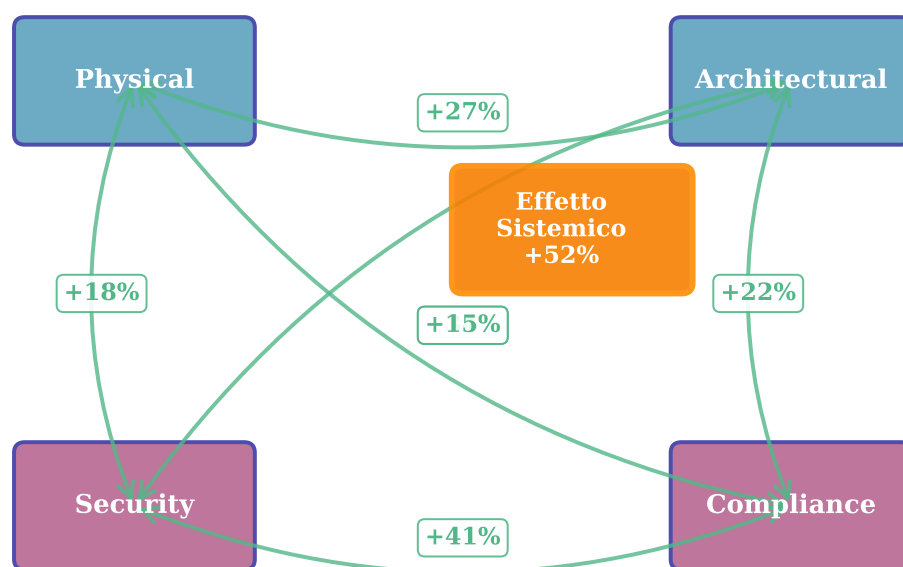 Physical
Architectural
+27%
Effetto
Sistemico
+52%
+18%
+22%
+15%
Security
Compliance
+41%